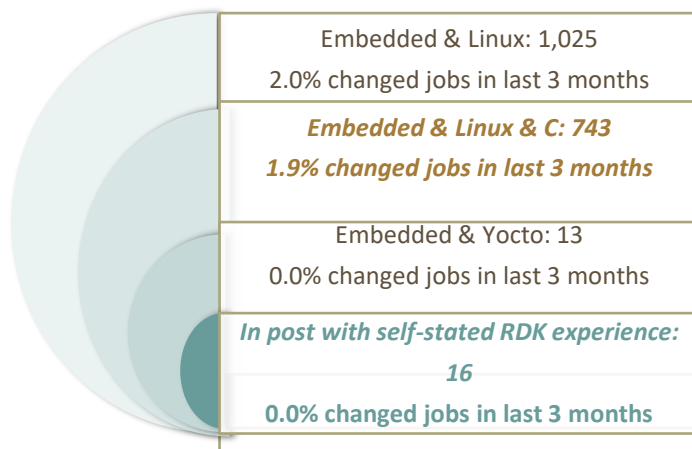 Embedded & Linux: 1,025
2.0% changed jobs in last 3 months
Embedded & Linux & C: 743
1.9% changed jobs in last 3 months
Embedded & Yocto: 13
0.0% changed jobs in last 3 months
In post with self-stated RDK experience:
16
0.0% changed jobs in last 3 months